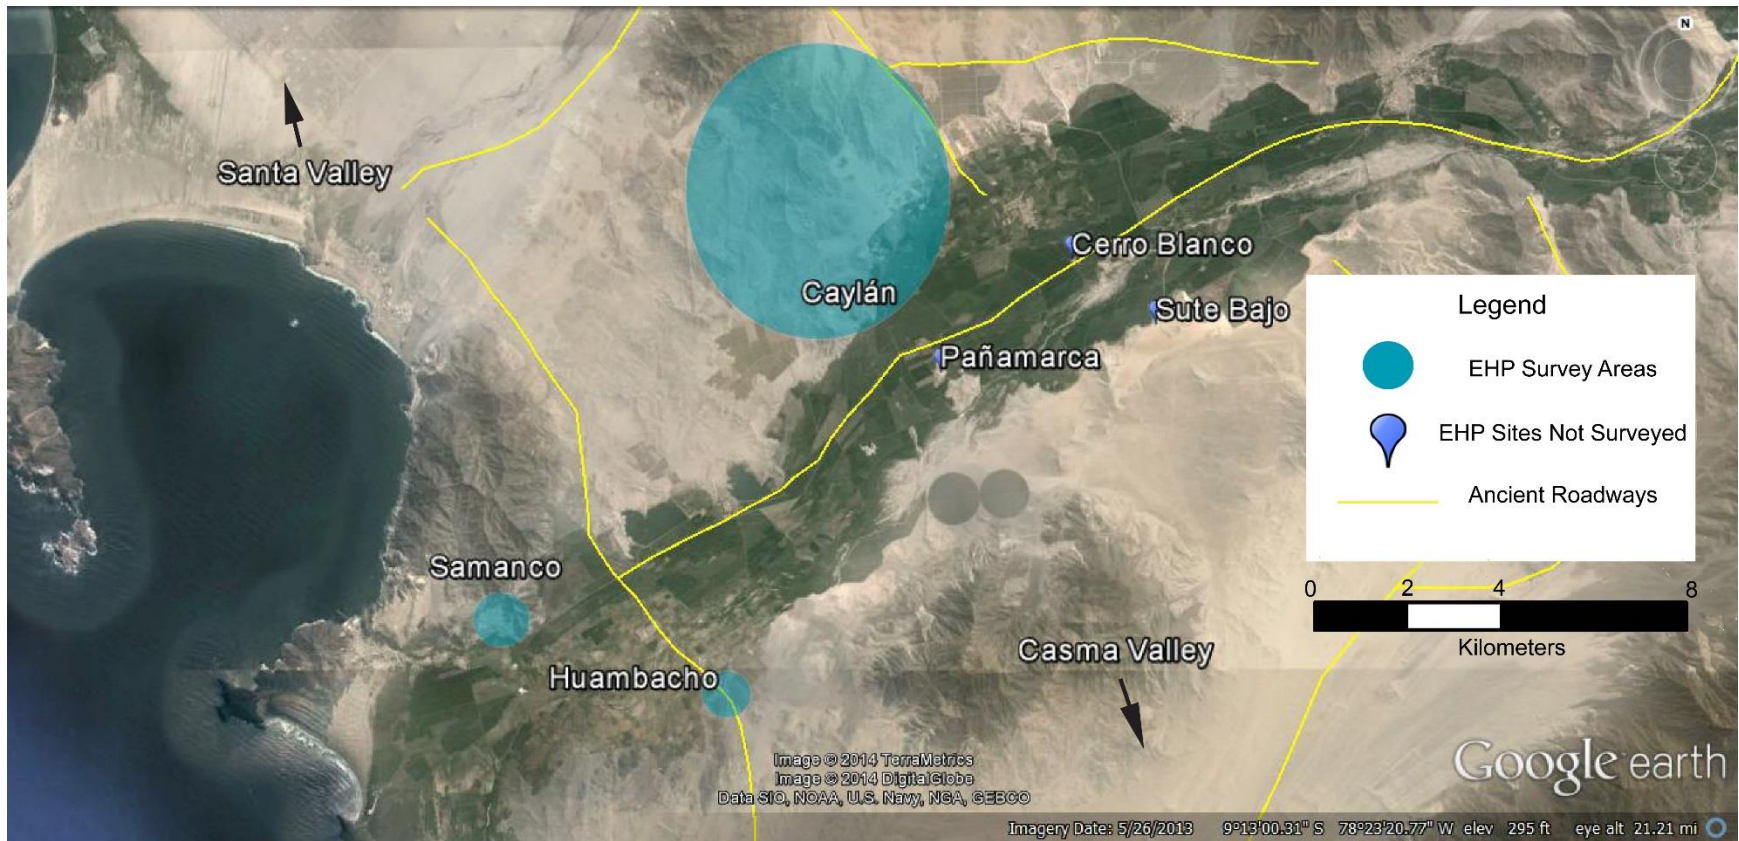 N
Santa Valley
Cerro Blanco
Caylán
Sute Bajo
Pañamarca
Legend
EHP Survey Areas
EHP Sites Not Surveyed
Ancient Roadways
Samanco
0 2 4 8
Kilometers
Casma Valley
Huambacho
Image © 2014 TerraMetrics
Image © 2014 DigitalGlobe
Data SIO, NOAA, U.S. Navy, NGA, GEBCO
Google earth
Imagery Date: 5/26/2013 9°13'00.31" S 78°23'20.77" W elev 295 ft eye alt 21.21 mi